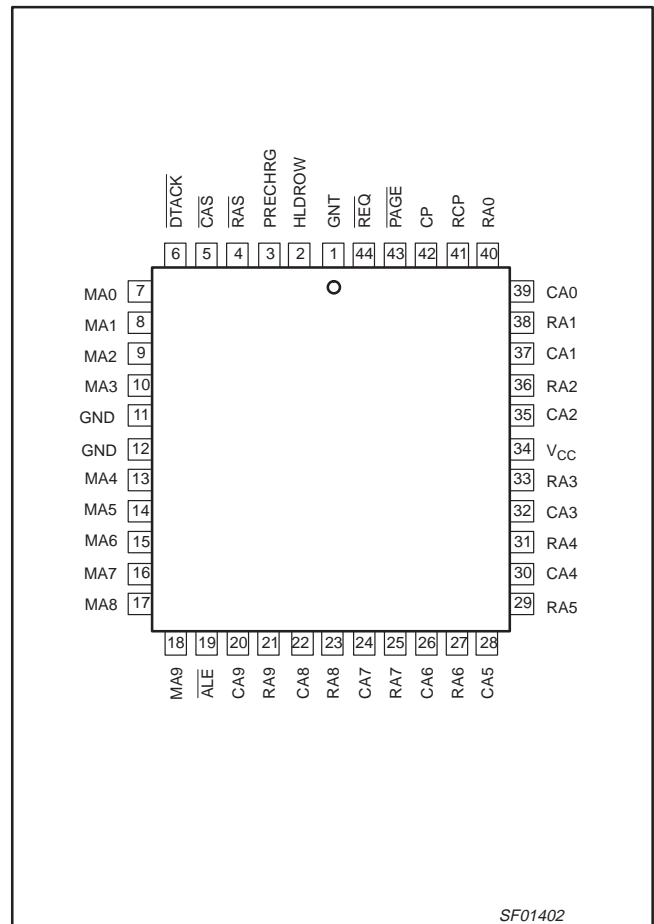 DTACK CAS RAS PRECHRG HLDROW GNT REQ PAGE CP RCP RA0
6 5 4 3 2 1 44 43 42 41 40
MA0 7 39 CA0
MA1 8 38 RA1
MA2 9 37 CA1
MA3 10 36 RA2
GND 11 35 CA2
GND 12 34 VCC
MA4 13 33 RA3
MA5 14 32 CA3
MA6 15 31 RA4
MA7 16 30 CA4
MA8 17 29 RA5
18 19 20 21 22 23 24 25 26 27 28
MA9 ALE CA9 RA9 CA8 RA8 CA7 RA7 CA6 RA6 CA5
SF01402